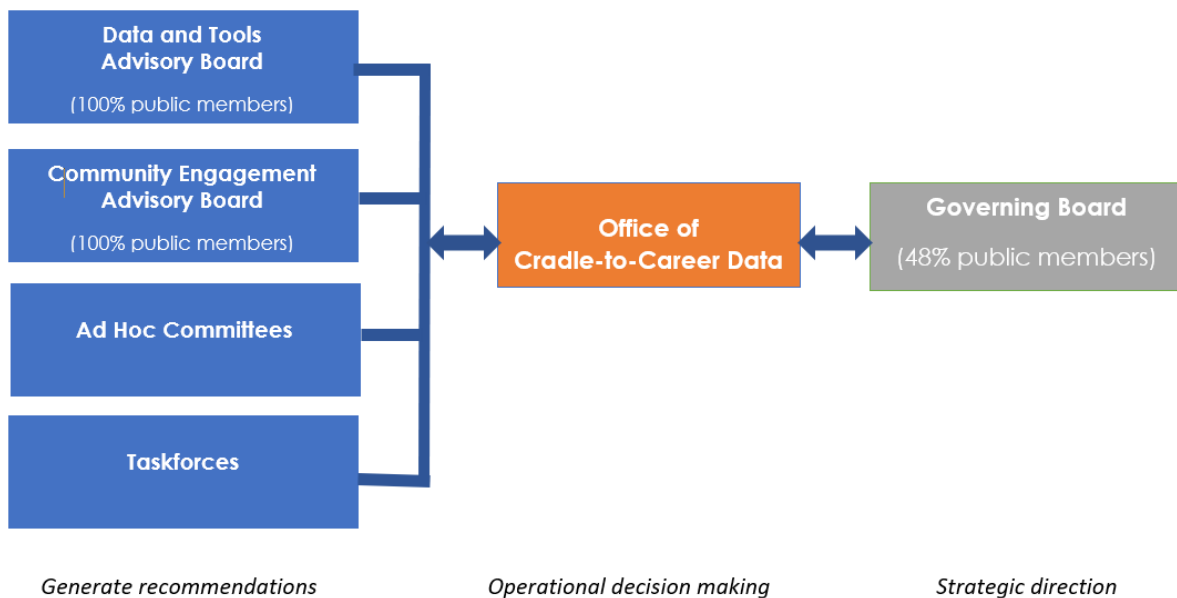 Data and Tools
Advisory Board
(100% public members)
Community Engagement
Advisory Board
(100% public members)
Ad Hoc Committees
Taskforces
Office of
Cradle-to-Career Data
Governing Board
(48% public members)
Generate recommendations
Operational decision making
Strategic direction